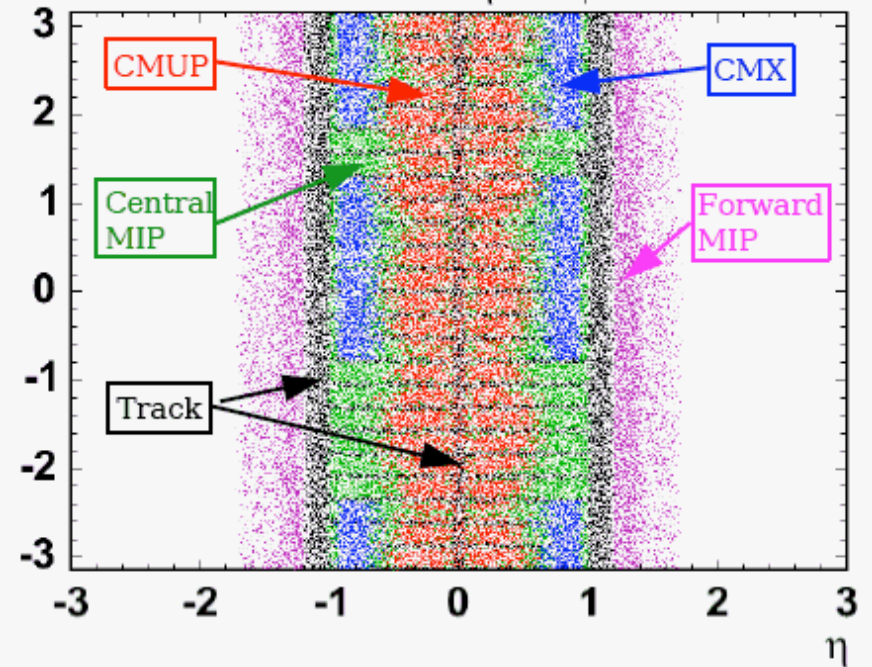 3
CMUP
CMX
2
Central
MIP
1
Forward
MIP
0
-1
Track
-2
-3
-3 -2 -1 0 1 2 3
η